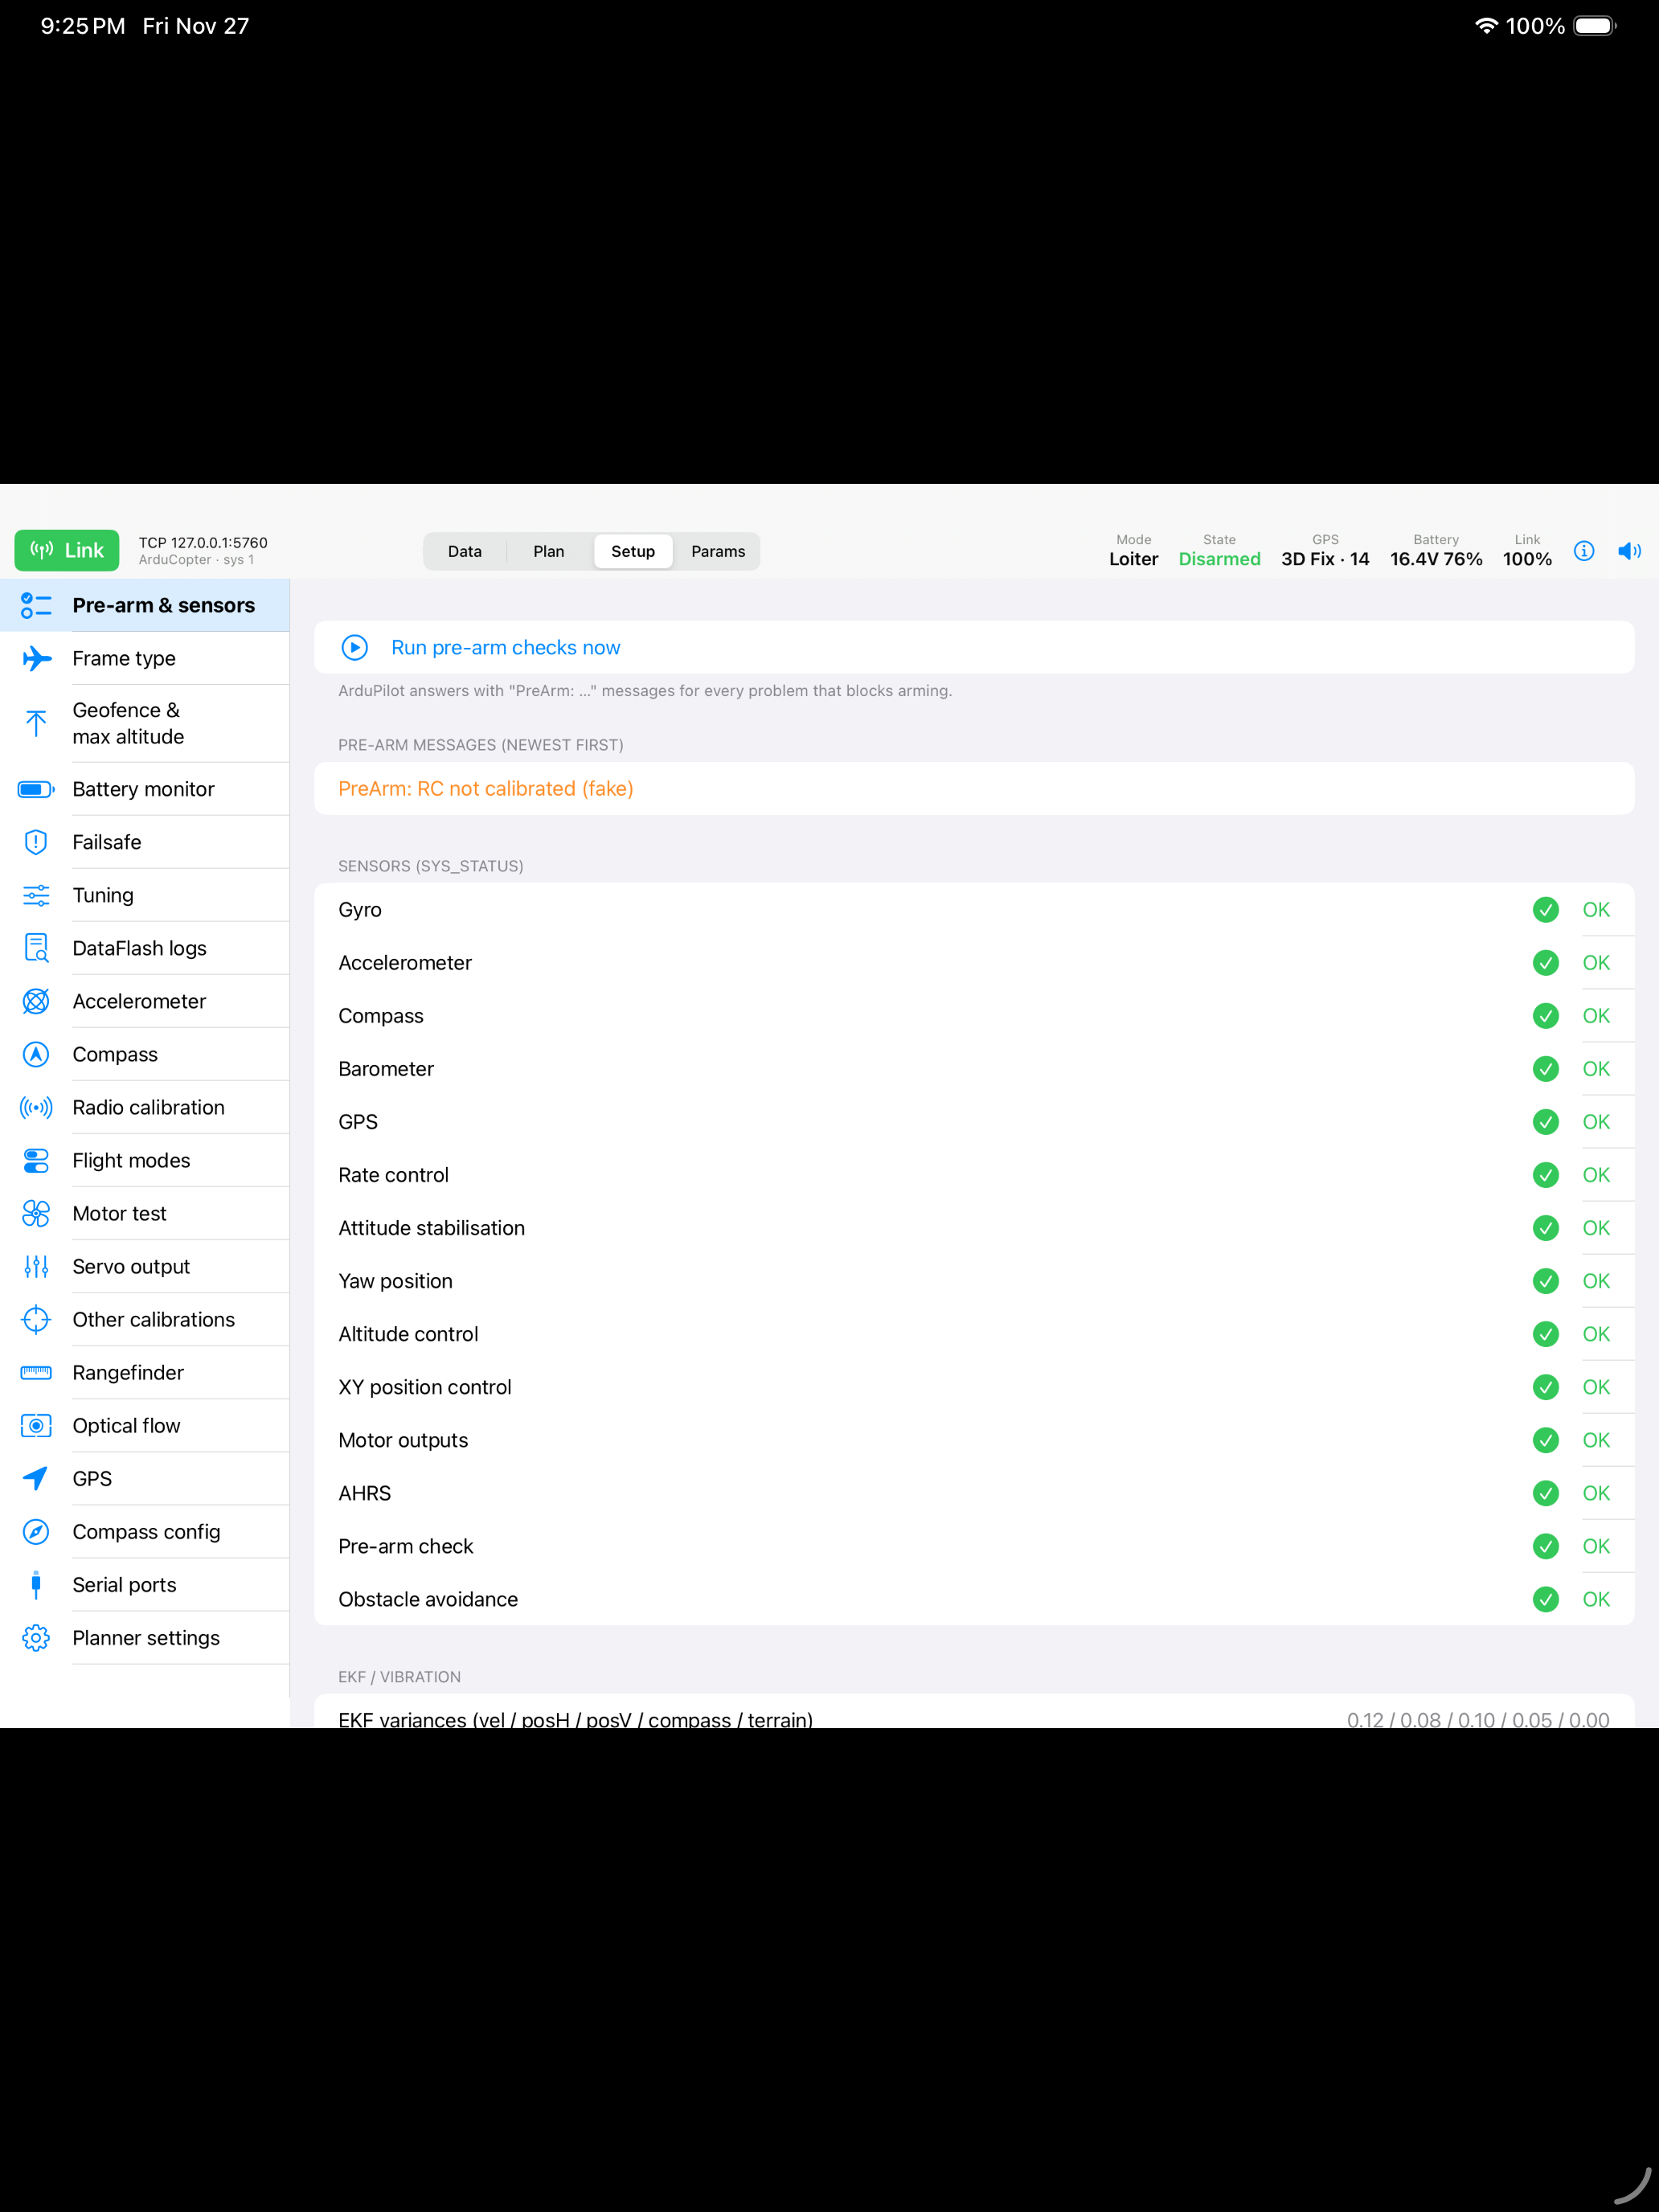 9:25 PM Fri Nov 27
100%
Link
TCP 127.0.0.1:5760
ArduCopter · sys 1
Data
Plan
Setup
Params
Mode
Loiter
State
Disarmed
GPS
3D Fix · 14
Battery
16.4V 76%
Link
100%
Pre-arm & sensors
Frame type
Geofence &
max altitude
Battery monitor
Failsafe
Tuning
DataFlash logs
Accelerometer
Compass
Radio calibration
Flight modes
Motor test
Servo output
Other calibrations
Rangefinder
Optical flow
GPS
Compass config
Serial ports
Planner settings
Run pre-arm checks now
ArduPilot answers with "PreArm: ..." messages for every problem that blocks arming.
PRE-ARM MESSAGES (NEWEST FIRST)
PreArm: RC not calibrated (fake)
SENSORS (SYS_STATUS)
Gyro OK
Accelerometer OK
Compass OK
Barometer OK
GPS OK
Rate control OK
Attitude stabilisation OK
Yaw position OK
Altitude control OK
XY position control OK
Motor outputs OK
AHRS OK
Pre-arm check OK
Obstacle avoidance OK
EKF / VIBRATION
EKF variances (vel / posH / posV / compass / terrain) 0.12 / 0.08 / 0.10 / 0.05 / 0.00